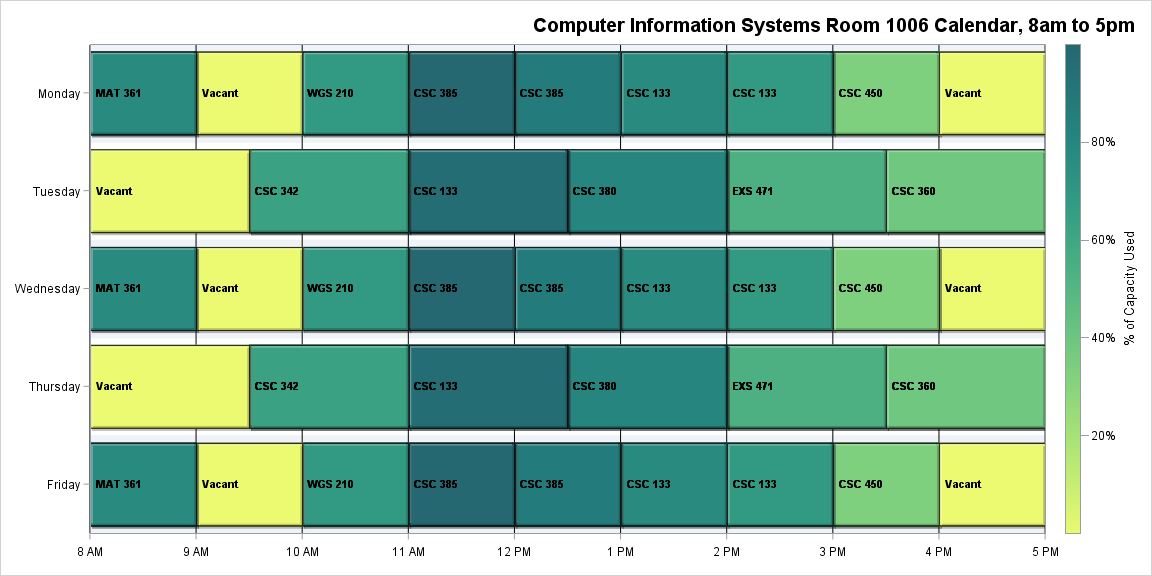 Computer Information Systems Room 1006 Calendar, 8am to 5pm
Monday MAT 361 Vacant WGS 210 CSC 385 CSC 385 CSC 133 CSC 133 CSC 450 Vacant
Tuesday Vacant CSC 342 CSC 133 CSC 380 EXS 471 CSC 360
Wednesday MAT 361 Vacant WGS 210 CSC 385 CSC 385 CSC 133 CSC 133 CSC 450 Vacant
Thursday Vacant CSC 342 CSC 133 CSC 380 EXS 471 CSC 360
Friday MAT 361 Vacant WGS 210 CSC 385 CSC 385 CSC 133 CSC 133 CSC 450 Vacant
8 AM 9 AM 10 AM 11 AM 12 PM 1 PM 2 PM 3 PM 4 PM 5 PM
80%
60%
40%
20%
% of Capacity Used